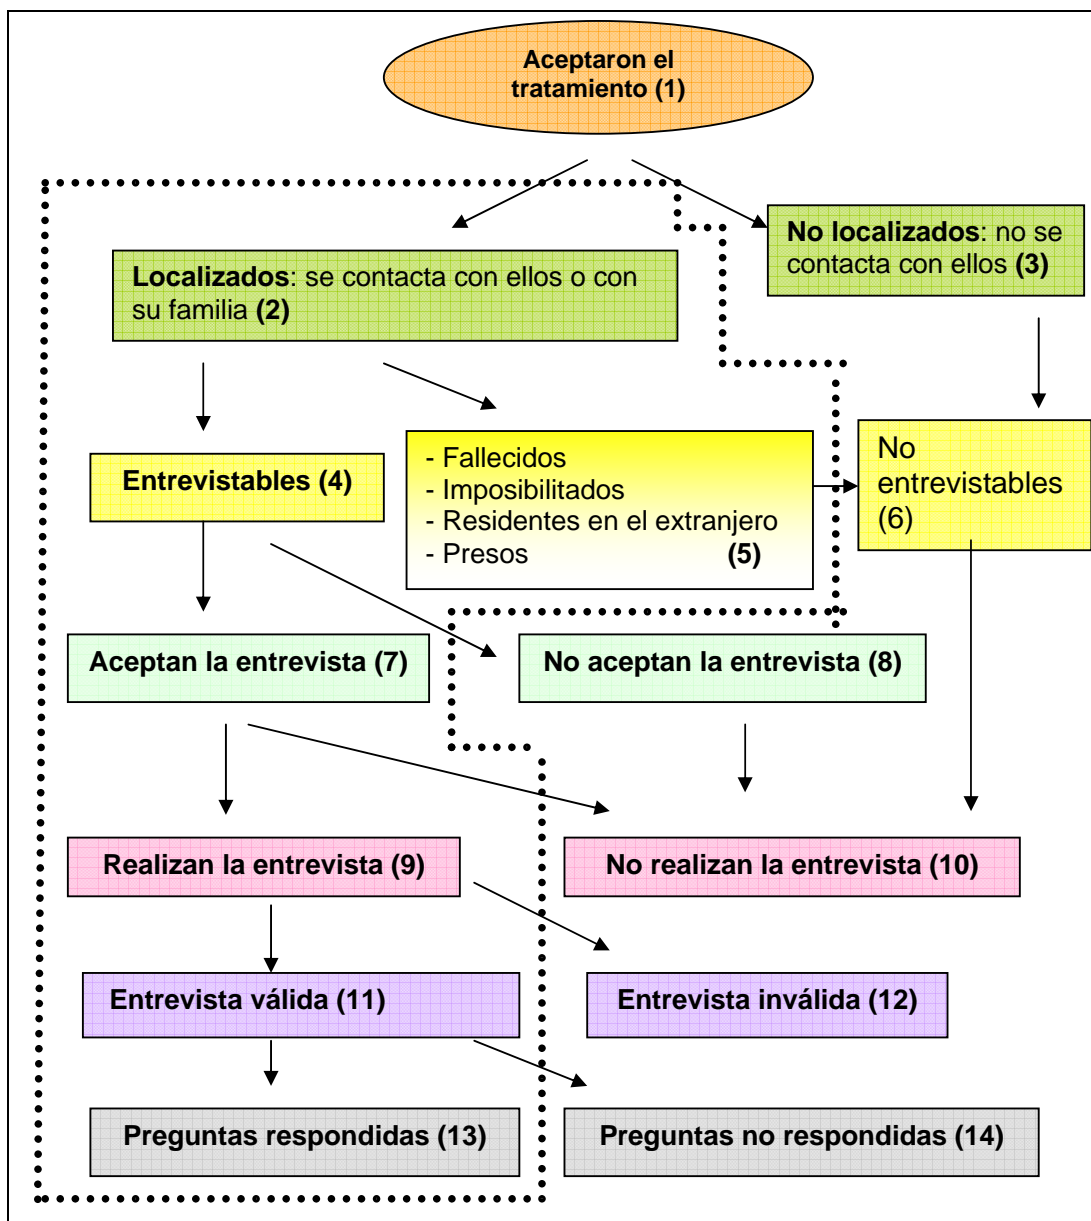 Aceptaron el
tratamiento (1)
No localizados: no se
contacta con ellos (3)
Localizados: se contacta con ellos o con
su familia (2)
Entrevistables (4)
- Fallecidos
- Imposibilitados
- Residentes en el extranjero
- Presos (5)
No
entrevistables
(6)
Aceptan la entrevista (7)
No aceptan la entrevista (8)
Realizan la entrevista (9)
No realizan la entrevista (10)
Entrevista válida (11)
Entrevista inválida (12)
Preguntas respondidas (13)
Preguntas no respondidas (14)